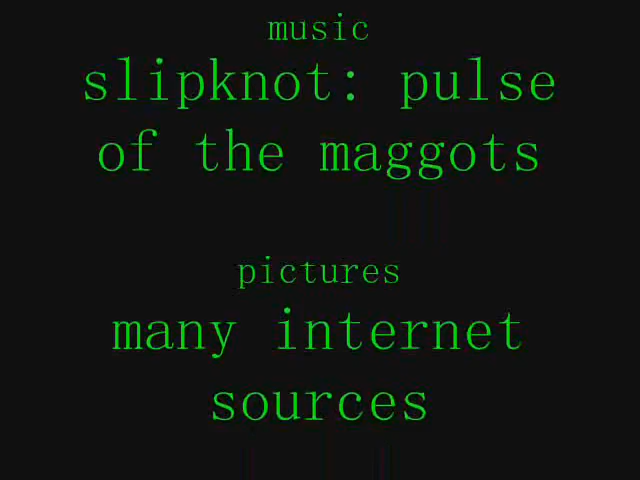 music
slipknot: pulse
of the maggots
pictures
many internet
sources